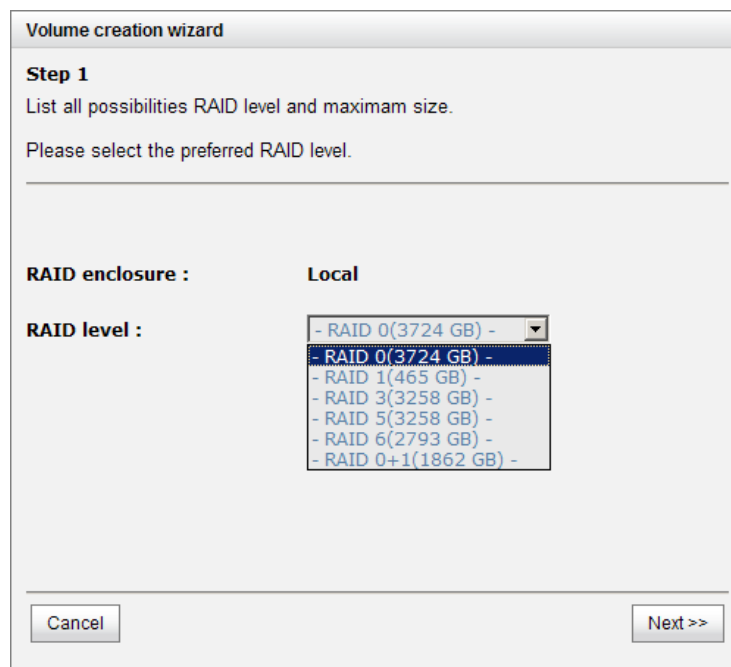 Volume creation wizard
Step 1
List all possibilities RAID level and maximam size.
Please select the preferred RAID level.
RAID enclosure : Local
RAID level : - RAID 0(3724 GB) -
- RAID 0(3724 GB) -
- RAID 1(465 GB) -
- RAID 3(3258 GB) -
- RAID 5(3258 GB) -
- RAID 6(2793 GB) -
- RAID 0+1(1862 GB) -
Cancel Next >>